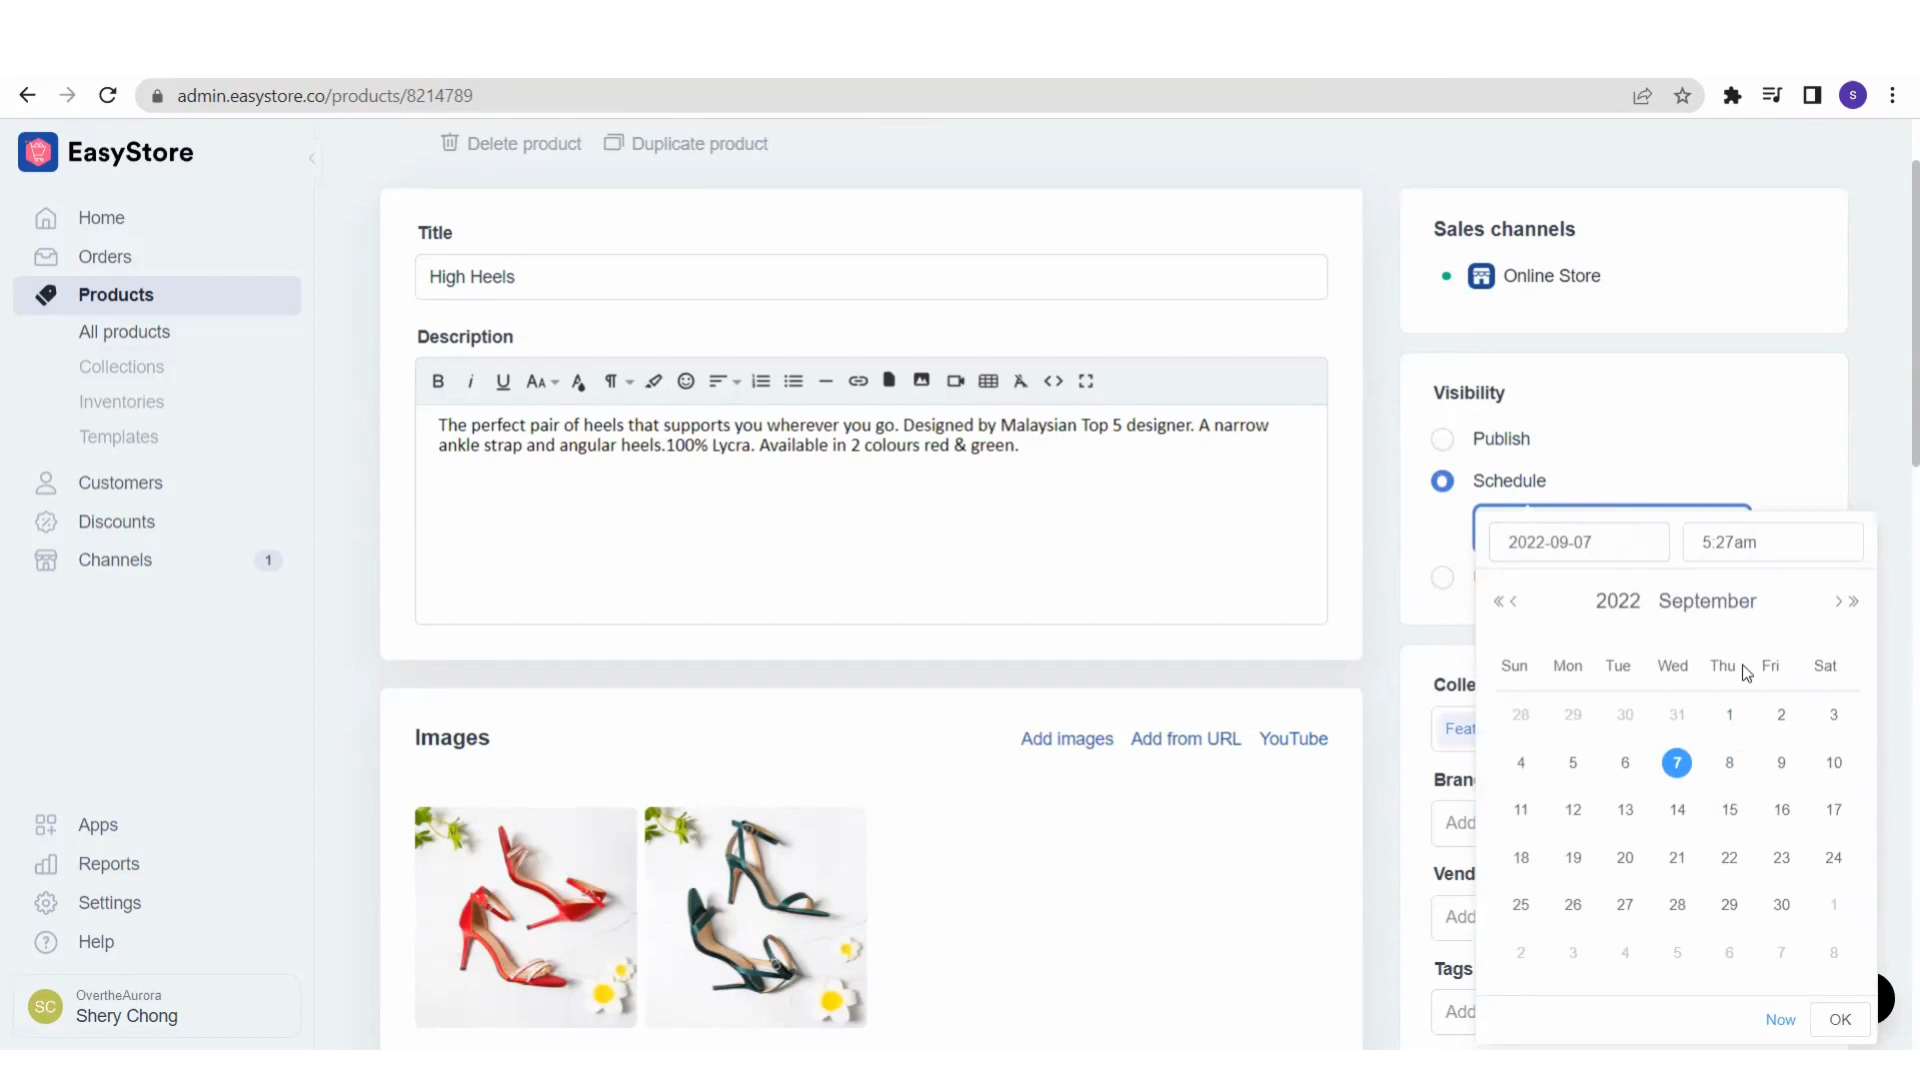 admin.easystore.co/products/8214789
S
EasyStore
Delete product
Duplicate product
Home
Orders
Products
All products
Collections
Inventories
Templates
Customers
Discounts
Channels
1
Apps
Reports
Settings
Help
SC
OvertheAurora
Shery Chong
Title
High Heels
Description
B i U AA
The perfect pair of heels that supports you wherever you go. Designed by Malaysian Top 5 designer. A narrow
ankle strap and angular heels.100% Lycra. Available in 2 colours red & green.
Images
Add images
Add from URL
YouTube
Sales channels
Online Store
Visibility
Publish
Schedule
2022-09-07
5:27am
« ‹ 2022 September › »
Sun Mon Tue Wed Thu Fri Sat
28 29 30 31 1 2 3
4 5 6 7 8 9 10
11 12 13 14 15 16 17
18 19 20 21 22 23 24
25 26 27 28 29 30 1
2 3 4 5 6 7 8
Now
OK
Colle
Feat
Bran
Add
Vend
Add
Tags
Add